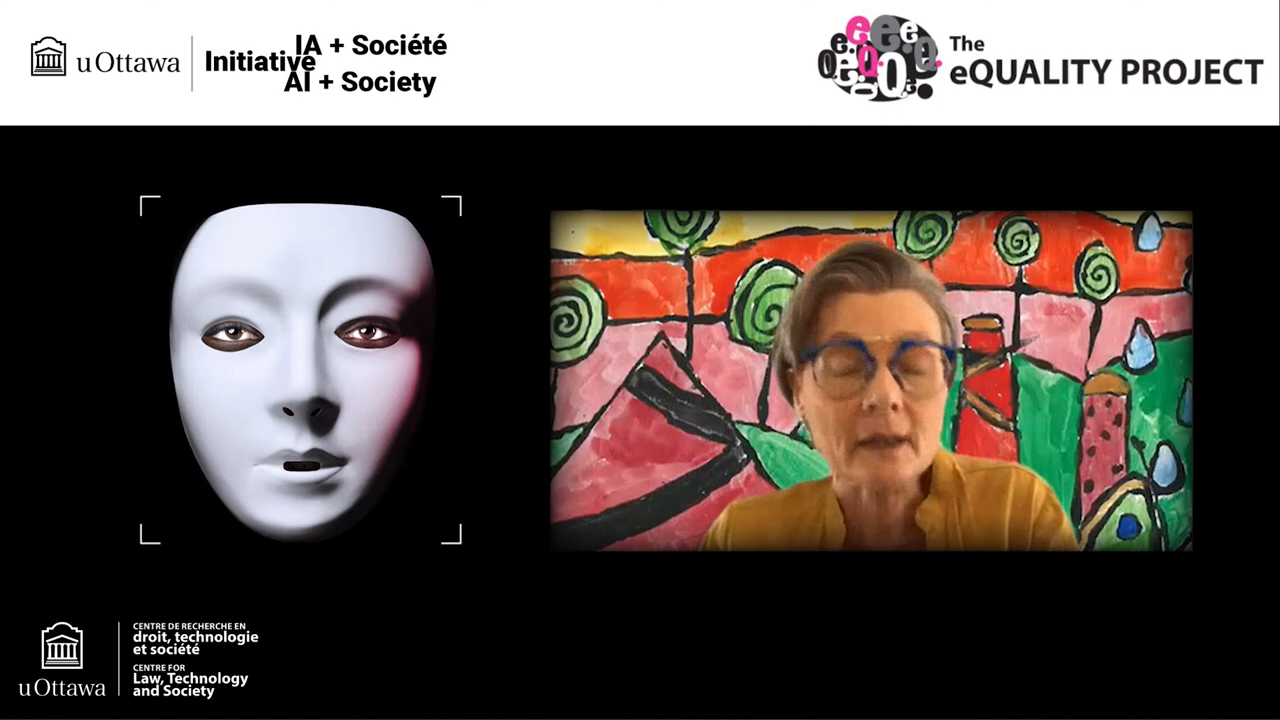 uOttawa
Initiative
IA + Société
AI + Society
The
eQUALITY PROJECT
uOttawa
CENTRE DE RECHERCHE EN
droit, technologie
et société
CENTRE FOR
Law, Technology
and Society